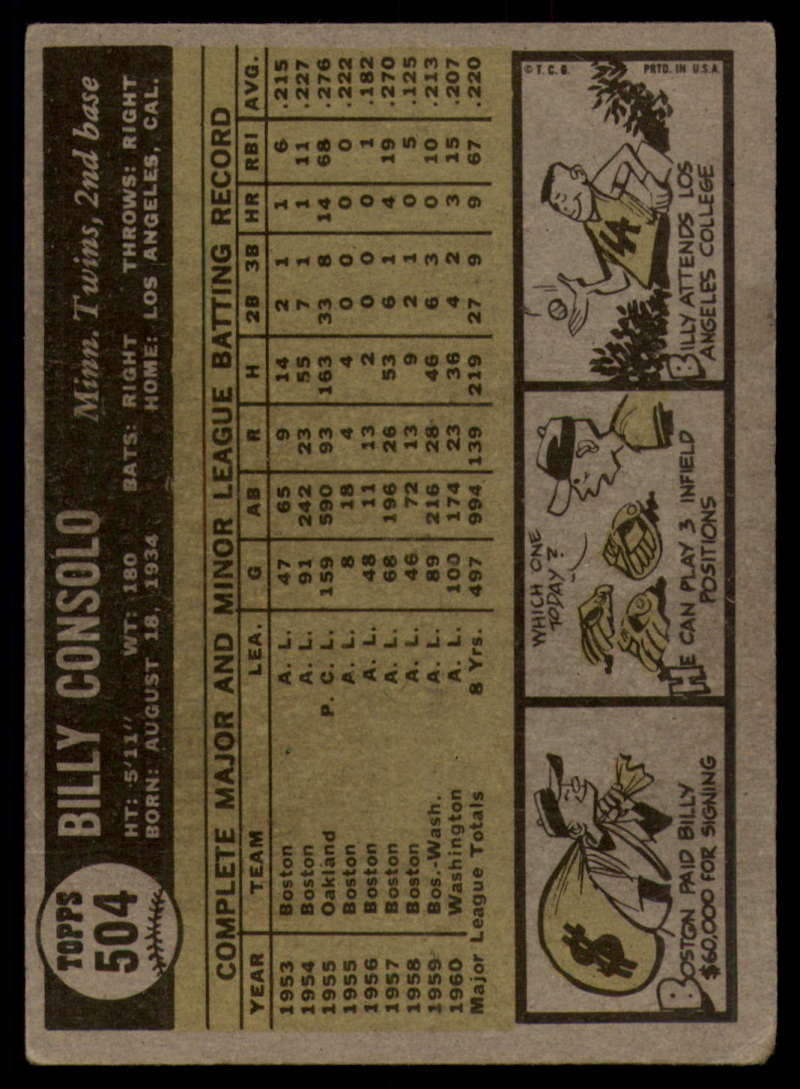 TOPPS
504
BILLY CONSOLO Minn. Twins, 2nd base
HT: 5'11" WT: 180 BATS: RIGHT THROWS: RIGHT
BORN: AUGUST 18, 1934 HOME: LOS ANGELES, CAL.
COMPLETE MAJOR AND MINOR LEAGUE BATTING RECORD
YEAR TEAM LEA. G AB R H 2B 3B HR RBI AVG.
1953 Boston A. L. 47 65 9 14 2 1 1 6 .215
1954 Boston A. L. 91 242 23 55 7 1 1 11 .227
1955 Oakland P. C. L. 159 590 93 163 33 8 14 68 .276
1955 Boston A. L. 8 18 4 4 0 0 0 0 .222
1956 Boston A. L. 48 11 13 2 0 0 0 1 .182
1957 Boston A. L. 68 196 26 53 6 1 4 19 .270
1958 Boston A. L. 46 72 13 9 2 1 0 5 .125
1959 Bos.-Wash. A. L. 89 216 28 46 6 3 0 10 .213
1960 Washington A. L. 100 174 23 36 4 2 3 15 .207
Major League Totals 8 Yrs. 497 994 139 219 27 9 9 67 .220
$
BOSTON PAID BILLY
$60,000 FOR SIGNING
WHICH ONE
TODAY?
HE CAN PLAY 3 INFIELD
POSITIONS
©T.C.G. PRTD. IN U.S.A.
LA
BILLY ATTENDS LOS
ANGELES COLLEGE